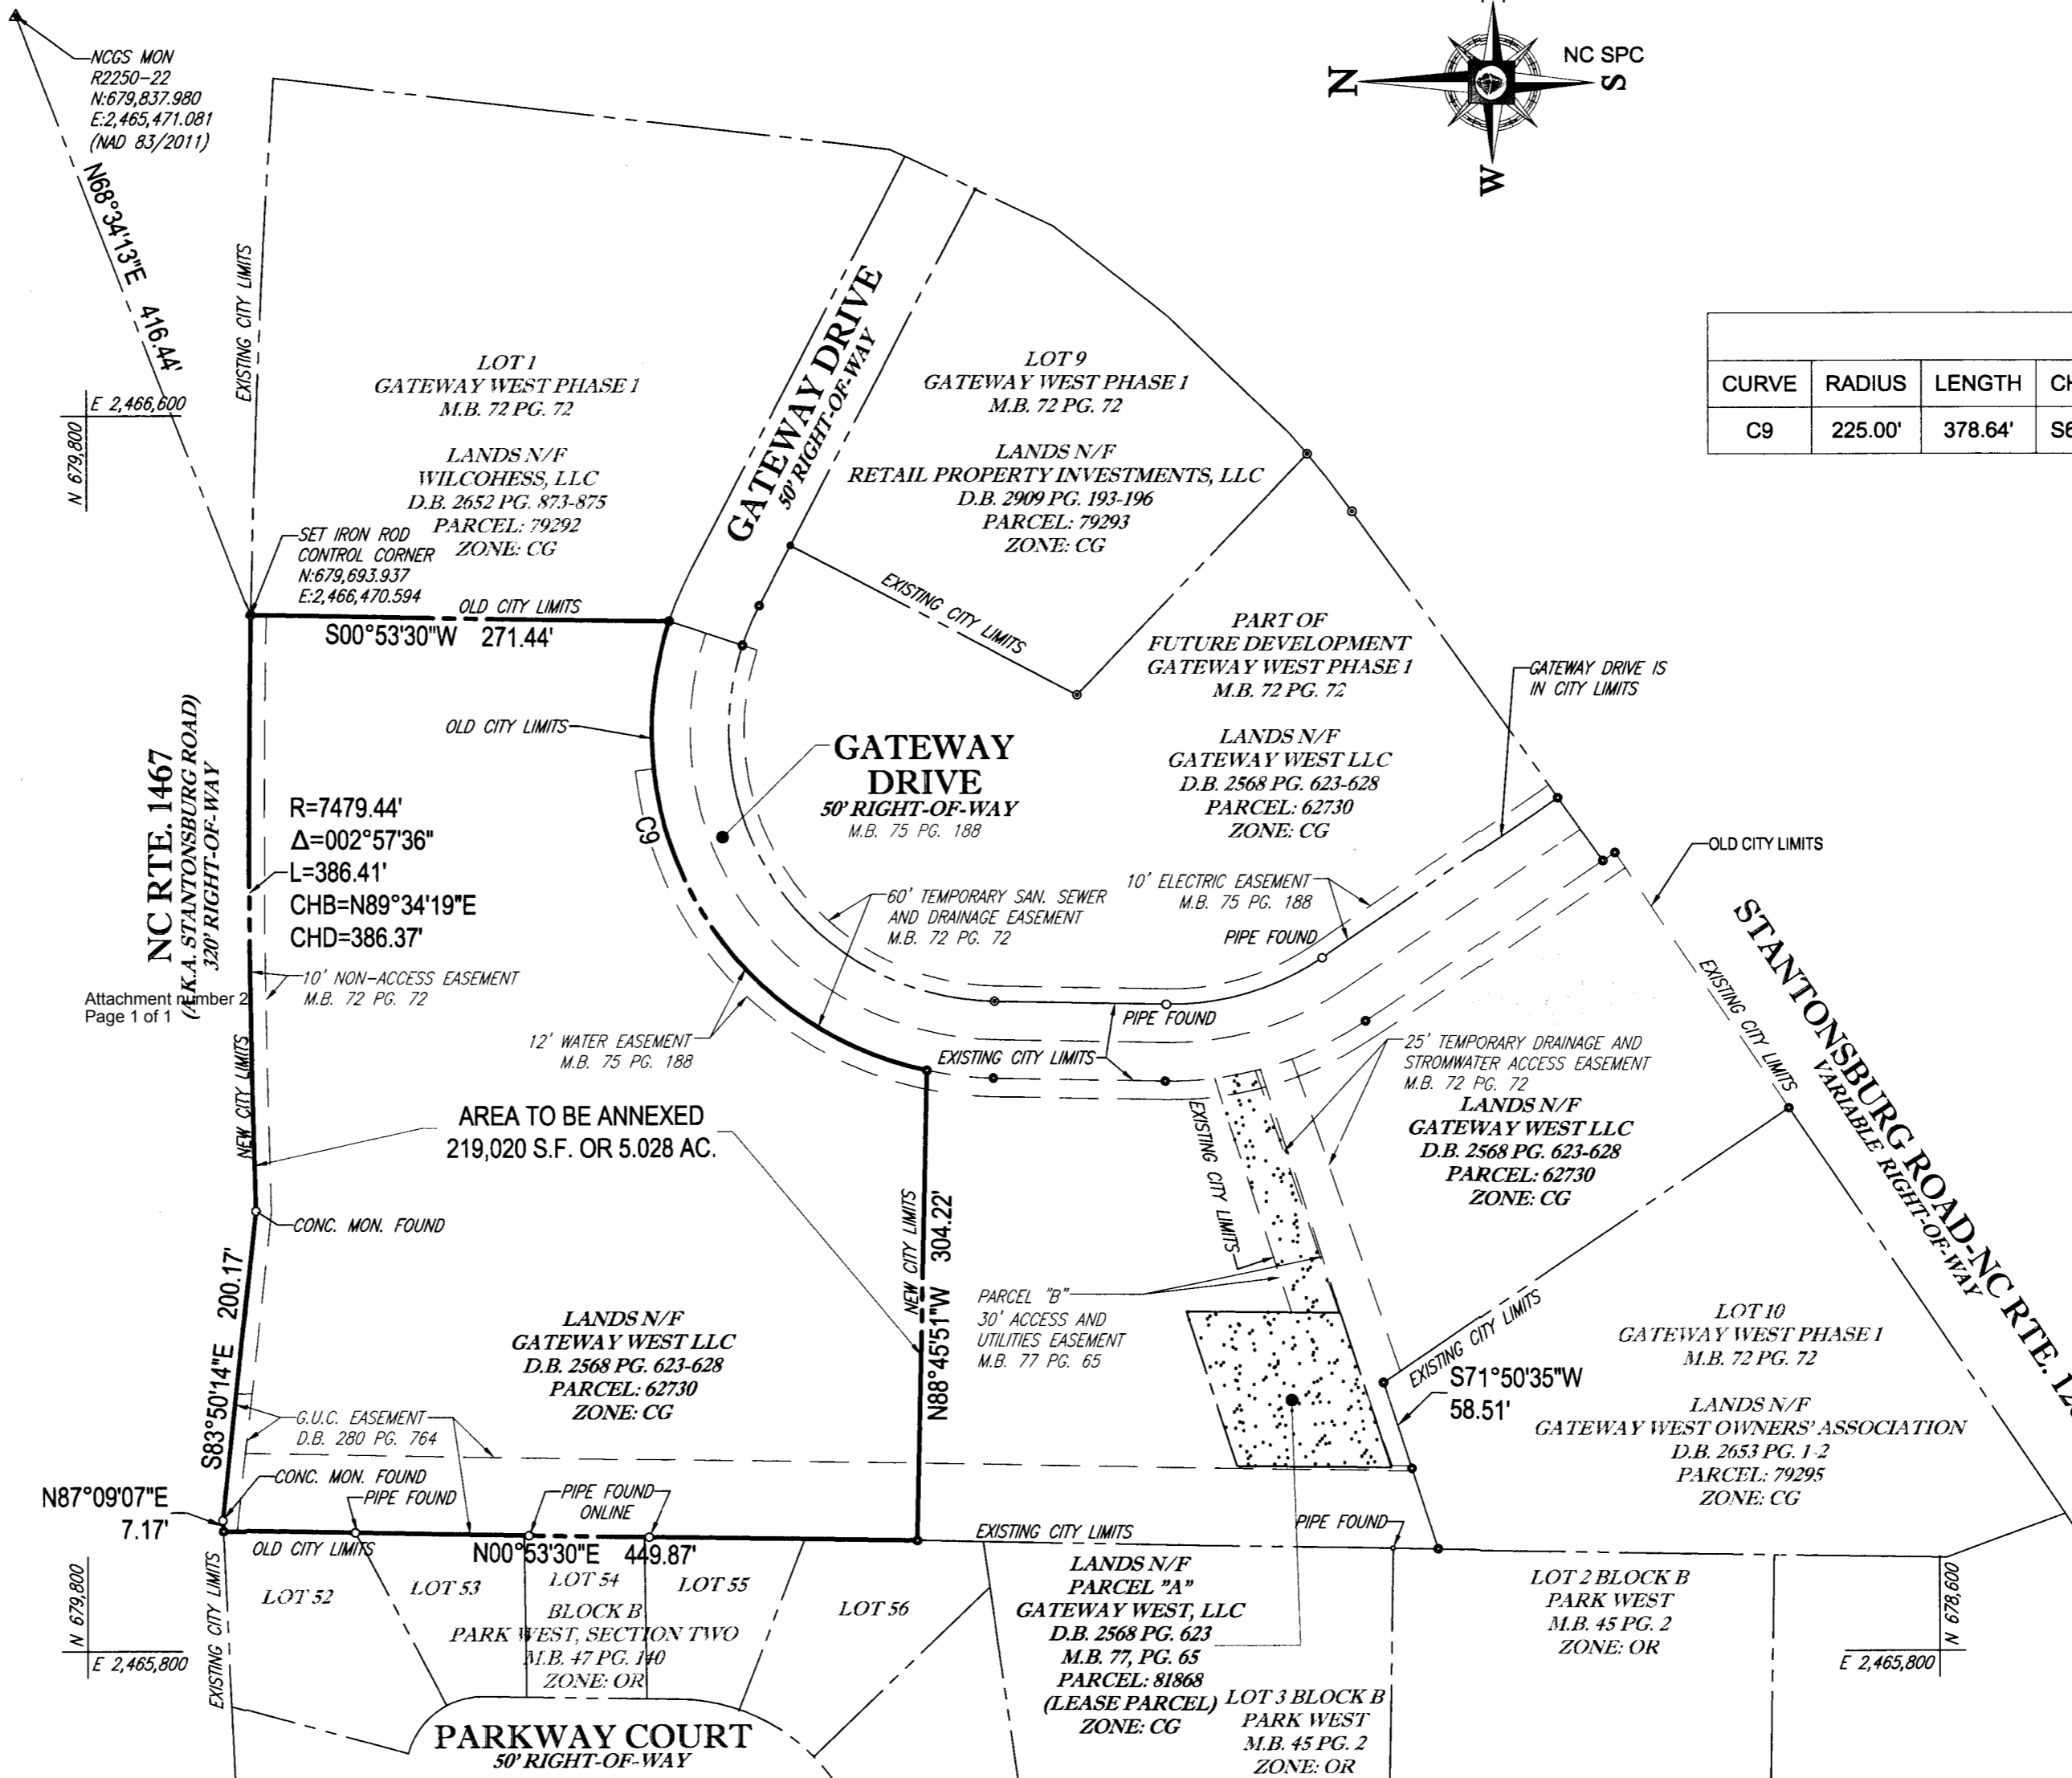 NCGS MON
R2250-22
N:679,837.980
E:2,465,471.081
(NAD 83/2011)
N68°34'13"E 416.44'
E 2,466,600
N 679,800
EXISTING CITY LIMITS
N
S
W
NC SPC
LOT 1
GATEWAY WEST PHASE 1
M.B. 72 PG. 72
LANDS N/F
WILCOHESS, LLC
D.B. 2652 PG. 873-875
PARCEL: 79292
ZONE: CG
GATEWAY DRIVE
50' RIGHT-OF-WAY
LOT 9
GATEWAY WEST PHASE 1
M.B. 72 PG. 72
LANDS N/F
RETAIL PROPERTY INVESTMENTS, LLC
D.B. 2909 PG. 193-196
PARCEL: 79293
ZONE: CG
CURVE RADIUS LENGTH
C9 225.00' 378.64'
SET IRON ROD
CONTROL CORNER
N:679,693.937
E:2,466,470.594
OLD CITY LIMITS
S00°53'30"W 271.44'
EXISTING CITY LIMITS
PART OF
FUTURE DEVELOPMENT
GATEWAY WEST PHASE 1
M.B. 72 PG. 72
LANDS N/F
GATEWAY WEST LLC
D.B. 2568 PG. 623-628
PARCEL: 62730
ZONE: CG
GATEWAY DRIVE IS
IN CITY LIMITS
OLD CITY LIMITS
OLD CITY LIMITS
GATEWAY
DRIVE
50' RIGHT-OF-WAY
M.B. 75 PG. 188
C9
NC RTE. 1467
(A.K.A. STANTONSBURG ROAD)
320' RIGHT-OF-WAY
R=7479.44'
Δ=002°57'36"
L=386.41'
CHB=N89°34'19"E
CHD=386.37'
10' NON-ACCESS EASEMENT
M.B. 72 PG. 72
Attachment number 2
Page 1 of 1
60' TEMPORARY SAN. SEWER
AND DRAINAGE EASEMENT
M.B. 72 PG. 72
10' ELECTRIC EASEMENT
M.B. 75 PG. 188
PIPE FOUND
PIPE FOUND
12' WATER EASEMENT
M.B. 75 PG. 188
EXISTING CITY LIMITS
25' TEMPORARY DRAINAGE AND
STROMWATER ACCESS EASEMENT
M.B. 72 PG. 72
LANDS N/F
GATEWAY WEST LLC
D.B. 2568 PG. 623-628
PARCEL: 62730
ZONE: CG
EXISTING CITY LIMITS
STANTONSBURG ROAD-NC RTE.
VARIABLE RIGHT-OF-WAY
NEW CITY LIMITS
AREA TO BE ANNEXED
219,020 S.F. OR 5.028 AC.
CONC. MON. FOUND
S83°50'14"E 200.17'
NEW CITY LIMITS
N88°45'51"W 304.22'
EXISTING CITY LIMITS
PARCEL "B"
30' ACCESS AND
UTILITIES EASEMENT
M.B. 77 PG. 65
LANDS N/F
GATEWAY WEST LLC
D.B. 2568 PG. 623-628
PARCEL: 62730
ZONE: CG
EXISTING CITY LIMITS
S71°50'35"W
58.51'
LOT 10
GATEWAY WEST PHASE 1
M.B. 72 PG. 72
LANDS N/F
GATEWAY WEST OWNERS' ASSOCIATION
D.B. 2653 PG. 1-2
PARCEL: 79295
ZONE: CG
G.U.C. EASEMENT
D.B. 280 PG. 764
CONC. MON. FOUND
PIPE FOUND
PIPE FOUND
ONLINE
N87°09'07"E
7.17'
OLD CITY LIMITS
N00°53'30"E 449.87'
EXISTING CITY LIMITS
PIPE FOUND
EXISTING CITY LIMITS
N 679,800
E 2,465,800
LOT 52
LOT 53
LOT 54
LOT 55
LOT 56
BLOCK B
PARK WEST, SECTION TWO
M.B. 47 PG. 140
ZONE: OR
PARKWAY COURT
50' RIGHT-OF-WAY
LANDS N/F
PARCEL "A"
GATEWAY WEST, LLC
D.B. 2568 PG. 623
M.B. 77, PG. 65
PARCEL: 81868
(LEASE PARCEL)
ZONE: CG
LOT 3 BLOCK B
PARK WEST
M.B. 45 PG. 2
ZONE: OR
LOT 2 BLOCK B
PARK WEST
M.B. 45 PG. 2
ZONE: OR
N 678,600
E 2,465,800